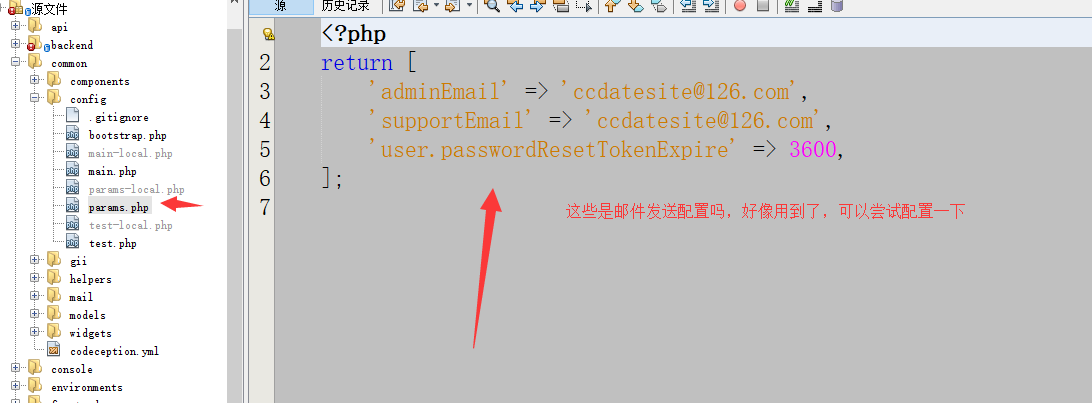 源文件
api
backend
common
components
config
.gitignore
bootstrap.php
main-local.php
main.php
params-local.php
params.php
test-local.php
test.php
gii
helpers
mail
models
widgets
codeception.yml
console
environments
源 历史记录
<?php
2 return [
3 'adminEmail' => 'ccdatesite@126.com',
4 'supportEmail' => 'ccdatesite@126.com',
5 'user.passwordResetTokenExpire' => 3600,
6 ];
7
这些是邮件发送配置吗，好像用到了，可以尝试配置一下